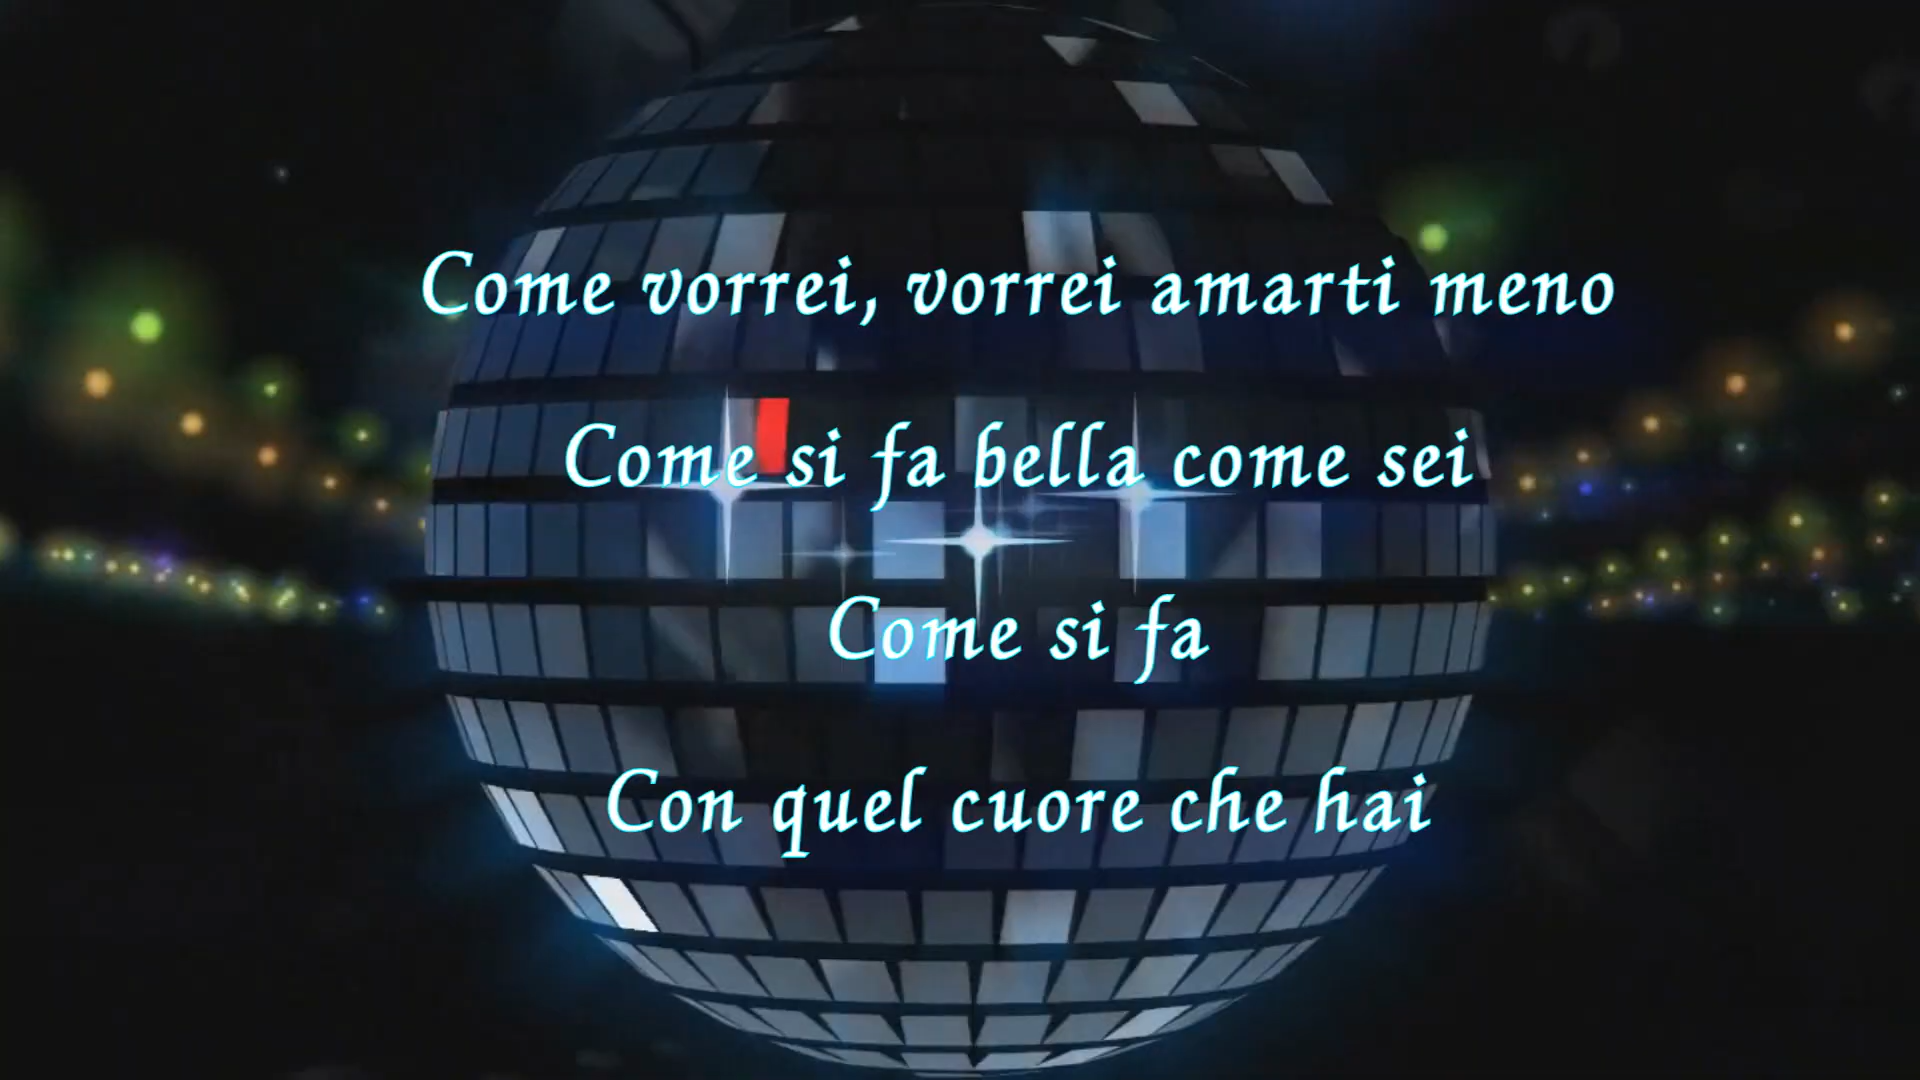 Come vorrei, vorrei amarti meno
Come si fa bella come sei
Come si fa
Con quel cuore che hai